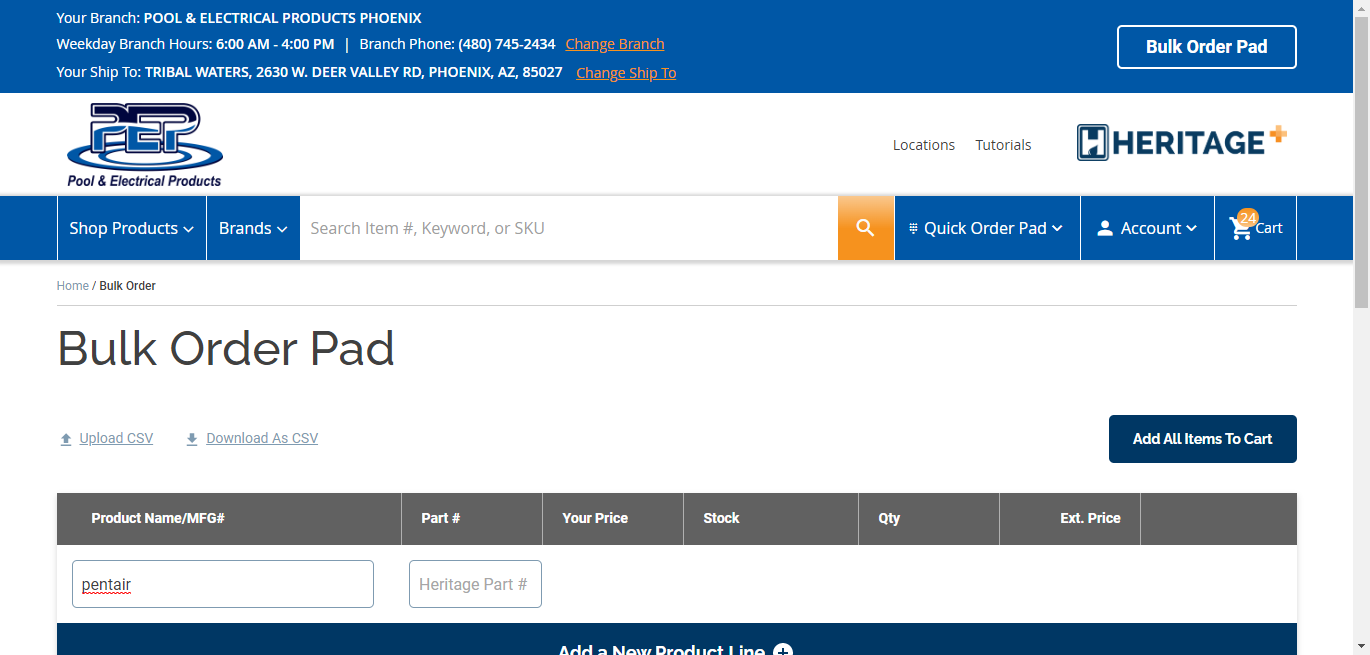 Your Branch: POOL & ELECTRICAL PRODUCTS PHOENIX
Weekday Branch Hours: 6:00 AM - 4:00 PM | Branch Phone: (480) 745-2434 Change Branch
Your Ship To: TRIBAL WATERS, 2630 W. DEER VALLEY RD, PHOENIX, AZ, 85027 Change Ship To
Bulk Order Pad
PEP
Pool & Electrical Products
Locations Tutorials
HERITAGE+
Shop Products Brands Search Item #, Keyword, or SKU Quick Order Pad Account 24 Cart
Home / Bulk Order
Bulk Order Pad
Upload CSV Download As CSV
Add All Items To Cart
Product Name/MFG# Part # Your Price Stock Qty Ext. Price
pentair Heritage Part #
Add a New Product Line